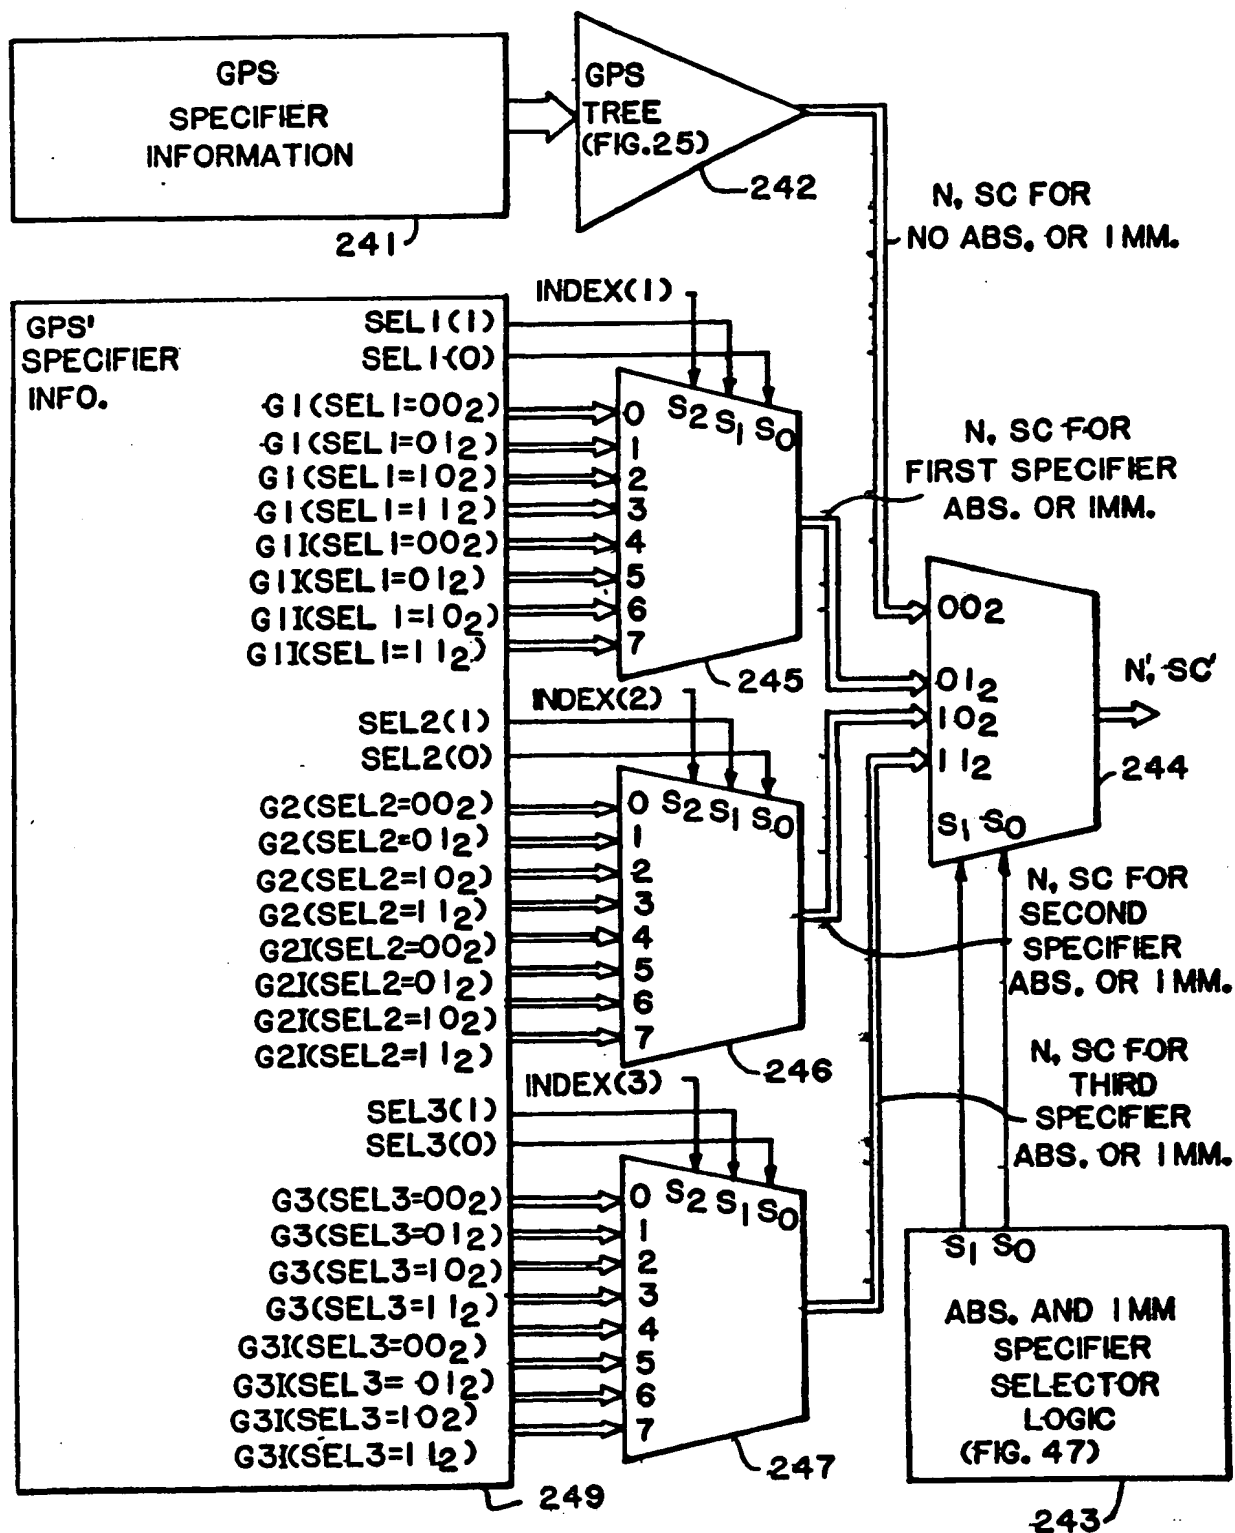 GPS
SPECIFIER
INFORMATION
241
GPS
TREE
(FIG.25)
242
N, SC FOR
NO ABS. OR IMM.
GPS'
SPECIFIER
INFO.
INDEX(1)
SEL1(1)
SEL1(0)
G1(SEL1=00₂)
G1(SEL1=01₂)
G1(SEL1=10₂)
G1(SEL1=11₂)
G1I(SEL1=00₂)
G1I(SEL1=01₂)
G1I(SEL1=10₂)
G1I(SEL1=11₂)
S₂ S₁ S₀
0
1
2
3
4
5
6
7
245
N, SC FOR
FIRST SPECIFIER
ABS. OR IMM.
INDEX(2)
SEL2(1)
SEL2(0)
G2(SEL2=00₂)
G2(SEL2=01₂)
G2(SEL2=10₂)
G2(SEL2=11₂)
G2I(SEL2=00₂)
G2I(SEL2=01₂)
G2I(SEL2=10₂)
G2I(SEL2=11₂)
S₂ S₁ S₀
0
1
2
3
4
5
6
7
246
N, SC FOR
SECOND
SPECIFIER
ABS. OR IMM.
INDEX(3)
SEL3(1)
SEL3(0)
G3(SEL3=00₂)
G3(SEL3=01₂)
G3(SEL3=10₂)
G3(SEL3=11₂)
G3I(SEL3=00₂)
G3I(SEL3=01₂)
G3I(SEL3=10₂)
G3I(SEL3=11₂)
S₂ S₁ S₀
0
1
2
3
4
5
6
7
247
249
N, SC FOR
THIRD
SPECIFIER
ABS. OR IMM.
00₂
01₂
10₂
11₂
S₁ S₀
N', SC'
244
S₁ S₀
ABS. AND IMM
SPECIFIER
SELECTOR
LOGIC
(FIG. 47)
243